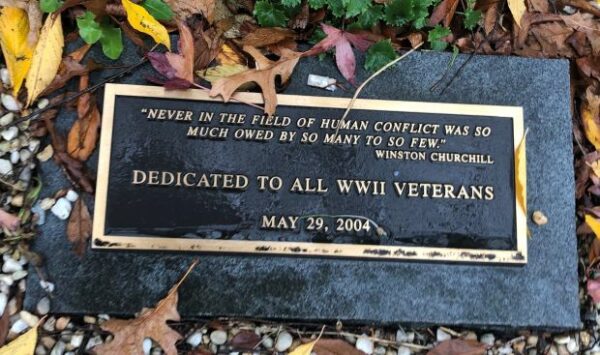 "NEVER IN THE FIELD OF HUMAN CONFLICT WAS SO
MUCH OWED BY SO MANY TO SO FEW."
WINSTON CHURCHILL
DEDICATED TO ALL WWII VETERANS
MAY 29, 2004